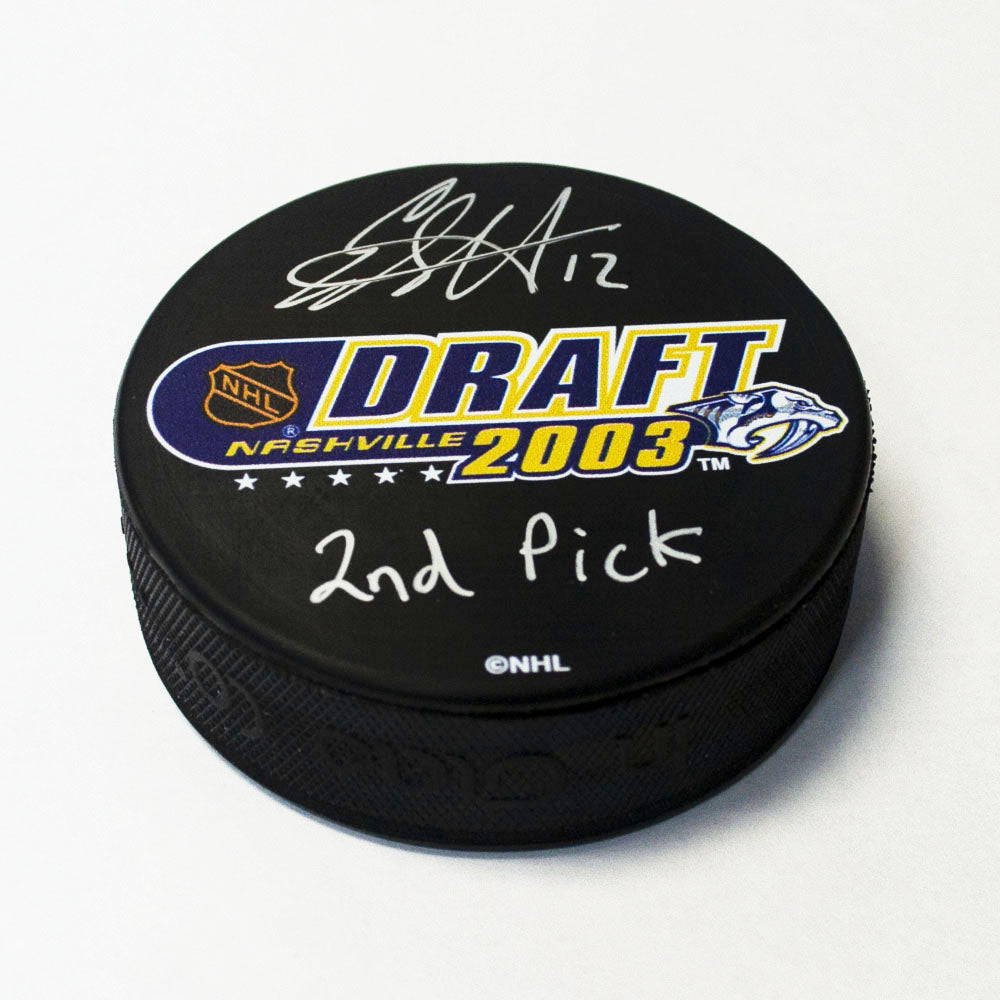 12
NHL
DRAFT
®
NASHVILLE 2003 TM
2nd Pick
©NHL